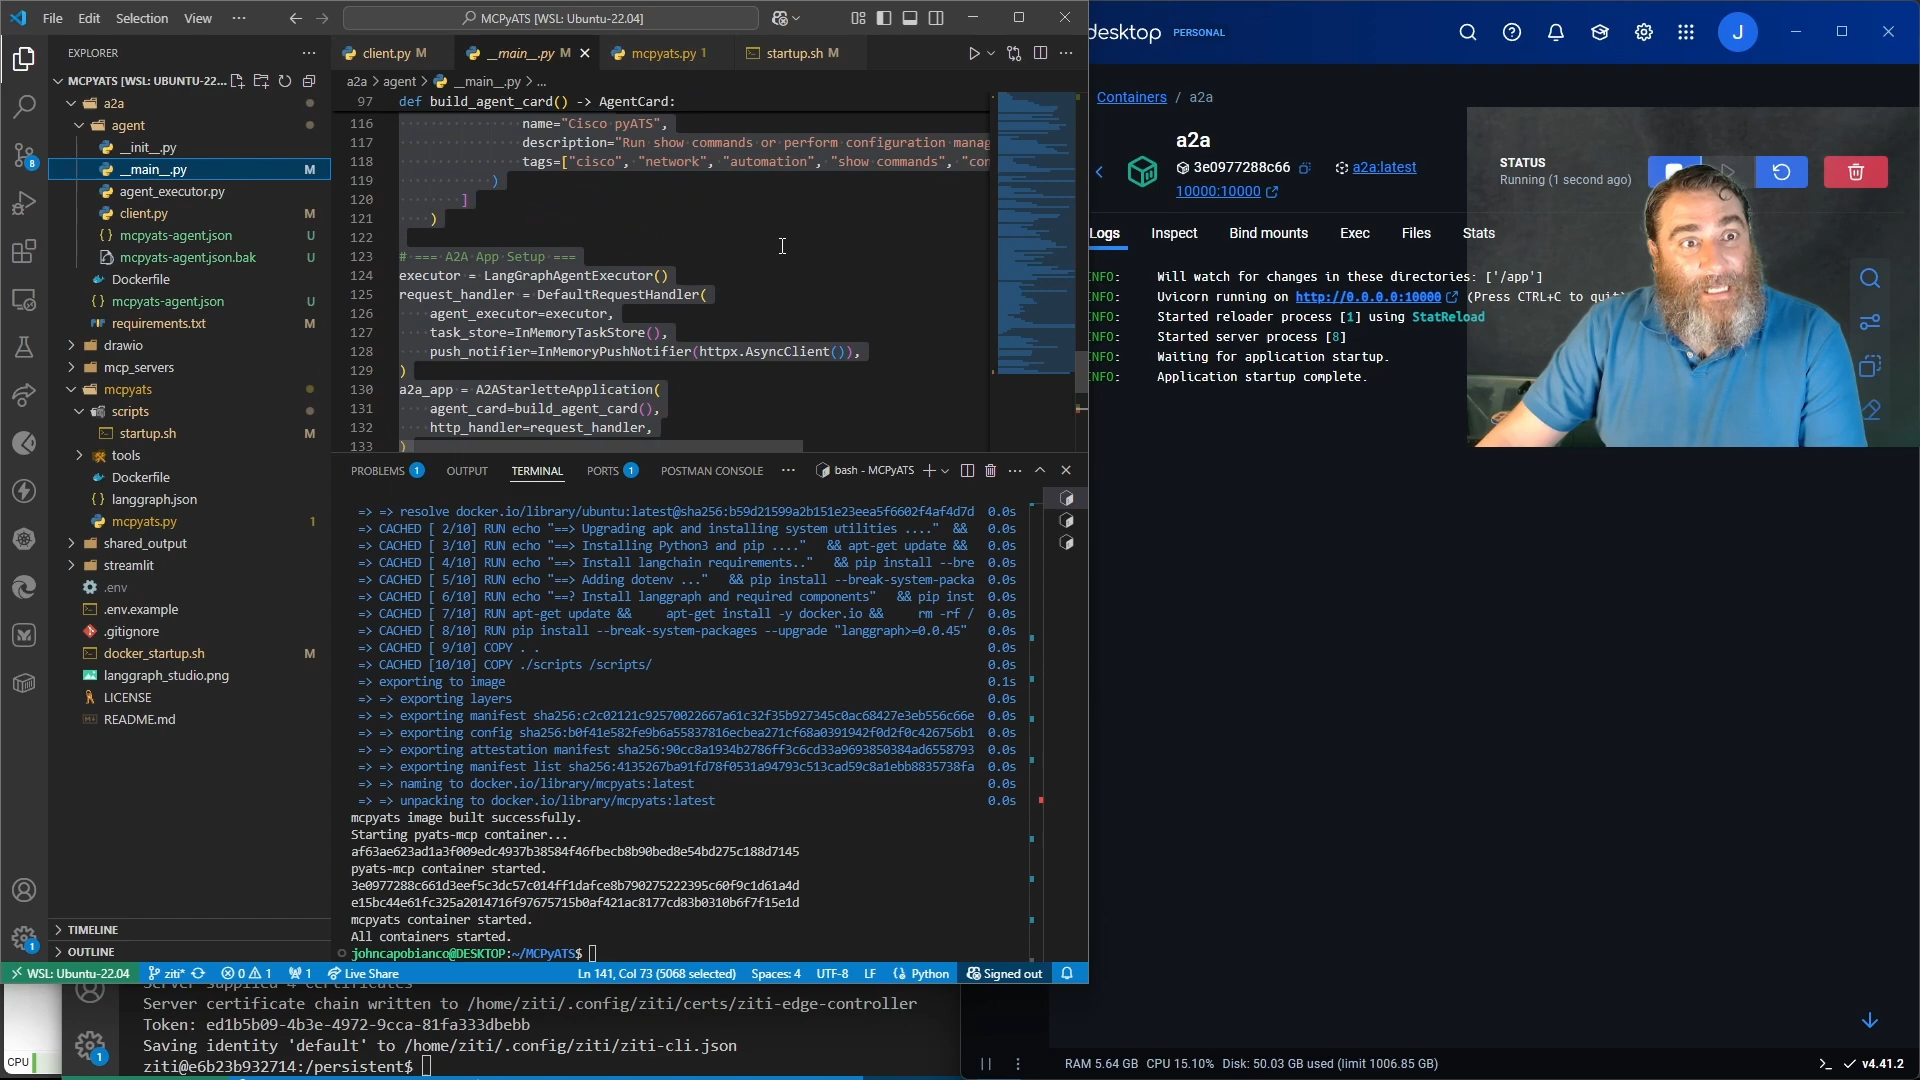 File Edit Selection View ··· MCPyATS [WSL: Ubuntu-22.04]
EXPLORER ···
MCPYATS [WSL: UBUNTU-22....
a2a
agent
__init__.py
__main__.py M
agent_executor.py
client.py M
mcpyats-agent.json U
mcpyats-agent.json.bak U
Dockerfile
mcpyats-agent.json U
requirements.txt M
drawio
mcp_servers
mcpyats
scripts
startup.sh M
tools
Dockerfile
langgraph.json
mcpyats.py 1
shared_output
streamlit
.env
.env.example
.gitignore
docker_startup.sh M
langgraph_studio.png
LICENSE
README.md
TIMELINE
OUTLINE
8
1
client.py M __main__.py M mcpyats.py 1 startup.sh M
a2a > agent > __main__.py > ...
97 def build_agent_card() -> AgentCard:
116 name="Cisco pyATS",
117 description="Run show commands or perform configuration manag
118 tags=["cisco", "network", "automation", "show commands", "con
119 )
120 ]
121 )
122
123 # === A2A App Setup ===
124 executor = LangGraphAgentExecutor()
125 request_handler = DefaultRequestHandler(
126 agent_executor=executor,
127 task_store=InMemoryTaskStore(),
128 push_notifier=InMemoryPushNotifier(httpx.AsyncClient()),
129 )
130 a2a_app = A2AStarletteApplication(
131 agent_card=build_agent_card(),
132 http_handler=request_handler,
133 )
PROBLEMS 1 OUTPUT TERMINAL PORTS 1 POSTMAN CONSOLE ··· bash - MCPyATS
=> => resolve docker.io/library/ubuntu:latest@sha256:b59d21599a2b151e23eea5f6602f4af4d7d 0.0s
=> CACHED [ 2/10] RUN echo "==> Upgrading apk and installing system utilities ...." && 0.0s
=> CACHED [ 3/10] RUN echo "==> Installing Python3 and pip ...." && apt-get update && 0.0s
=> CACHED [ 4/10] RUN echo "==> Install langchain requirements.." && pip install --bre 0.0s
=> CACHED [ 5/10] RUN echo "==> Adding dotenv ..." && pip install --break-system-packa 0.0s
=> CACHED [ 6/10] RUN echo "==? Install langgraph and required components" && pip inst 0.0s
=> CACHED [ 7/10] RUN apt-get update && apt-get install -y docker.io && rm -rf / 0.0s
=> CACHED [ 8/10] RUN pip install --break-system-packages --upgrade "langgraph>=0.0.45" 0.0s
=> CACHED [ 9/10] COPY . . 0.0s
=> CACHED [10/10] COPY ./scripts /scripts/ 0.0s
=> exporting to image 0.1s
=> => exporting layers 0.0s
=> => exporting manifest sha256:c2c02121c92570022667a61c32f35b927345c0ac68427e3eb556c66e 0.0s
=> => exporting config sha256:b0f41e582fe9b6a55837816ecbea271cf68a0391942f0d2f0c426756b1 0.0s
=> => exporting attestation manifest sha256:90cc8a1934b2786ff3c6cd33a9693850384ad6558793 0.0s
=> => exporting manifest list sha256:4135267ba91fd78f0531a94793c513cad59c8a1ebb8835738fa 0.0s
=> => naming to docker.io/library/mcpyats:latest 0.0s
=> => unpacking to docker.io/library/mcpyats:latest 0.0s
mcpyats image built successfully.
Starting pyats-mcp container...
af63ae623ad1a3f009edc4937b38584f46fbecb8b90bed8e54bd275c188d7145
pyats-mcp container started.
3e0977288c661d3eef5c3dc57c014ff1dafce8b790275222395c60f9c1d61a4d
e15bc44e61fc325a2014716f97675715b0af421ac8177cd83b0310b6f7f15e1d
mcpyats container started.
All containers started.
johncapobianco@DESKTOP:~/MCPyATS$
WSL: Ubuntu-22.04 ziti* 0 1 1 Live Share Ln 141, Col 73 (5068 selected) Spaces: 4 UTF-8 LF Python Signed out
Server supplied 4 certificates
Server certificate chain written to /home/ziti/.config/ziti/certs/ziti-edge-controller
Token: ed1b5b09-4b3e-4972-9cca-81fa333dbebb
Saving identity 'default' to /home/ziti/.config/ziti/ziti-cli.json
ziti@e6b23b932714:/persistent$
CPU
1
desktop PERSONAL J
Containers / a2a
a2a
3e0977288c66 a2a:latest
10000:10000
STATUS
Running (1 second ago)
Logs Inspect Bind mounts Exec Files Stats
NFO: Will watch for changes in these directories: ['/app']
NFO: Uvicorn running on http://0.0.0.0:10000 (Press CTRL+C to quit)
NFO: Started reloader process [1] using StatReload
NFO: Started server process [8]
NFO: Waiting for application startup.
NFO: Application startup complete.
RAM 5.64 GB CPU 15.10% Disk: 50.03 GB used (limit 1006.85 GB) v4.41.2